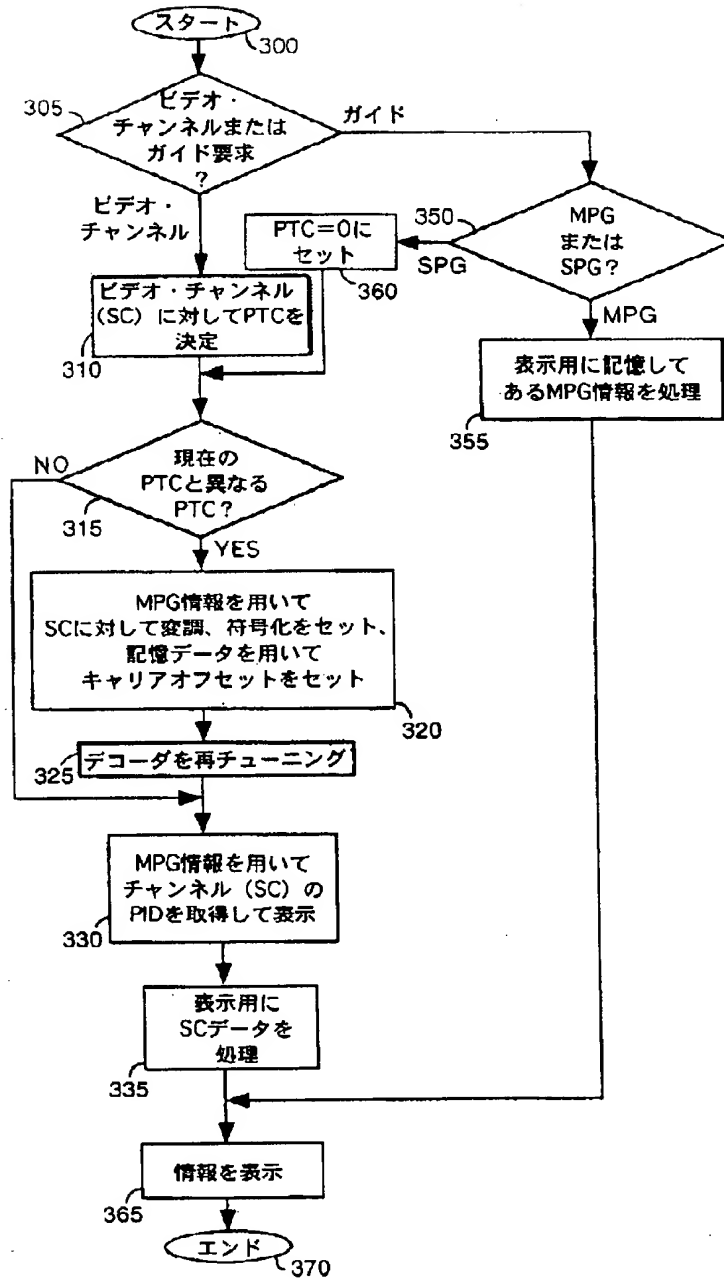 スタート
300
305
ビデオ・
チャンネルまたは
ガイド要求
?
ガイド
ビデオ・
チャンネル
350
MPG
または
SPG?
SPG
MPG
PTC=0に
セット
360
ビデオ・チャンネル
(SC)に対してPTCを
決定
310
表示用に記憶して
あるMPG情報を処理
355
NO
現在の
PTCと異なる
PTC?
315
YES
MPG情報を用いて
SCに対して変調、符号化をセット、
記憶データを用いて
キャリアオフセットをセット
320
325
デコーダを再チューニング
MPG情報を用いて
チャンネル(SC)の
PIDを取得して表示
330
表示用に
SCデータを
処理
335
情報を表示
365
エンド
370